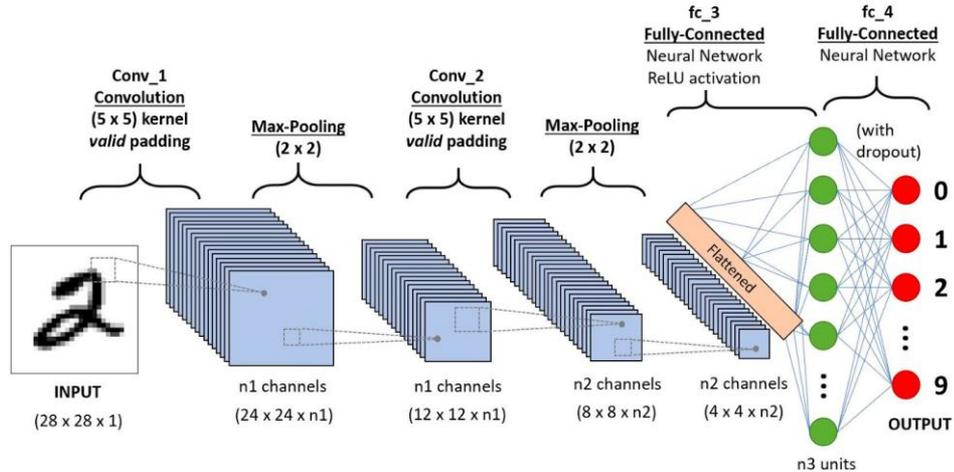 fc_3
Fully-Connected
Neural Network
ReLU activation
fc_4
Fully-Connected
Neural Network
Conv_1
Convolution
(5 x 5) kernel
valid padding
Max-Pooling
(2 x 2)
Conv_2
Convolution
(5 x 5) kernel
valid padding
Max-Pooling
(2 x 2)
(with
dropout)
0
1
2
9
Flattened
2
INPUT
(28 x 28 x 1)
n1 channels
(24 x 24 x n1)
n1 channels
(12 x 12 x n1)
n2 channels
(8 x 8 x n2)
n2 channels
(4 x 4 x n2)
OUTPUT
n3 units